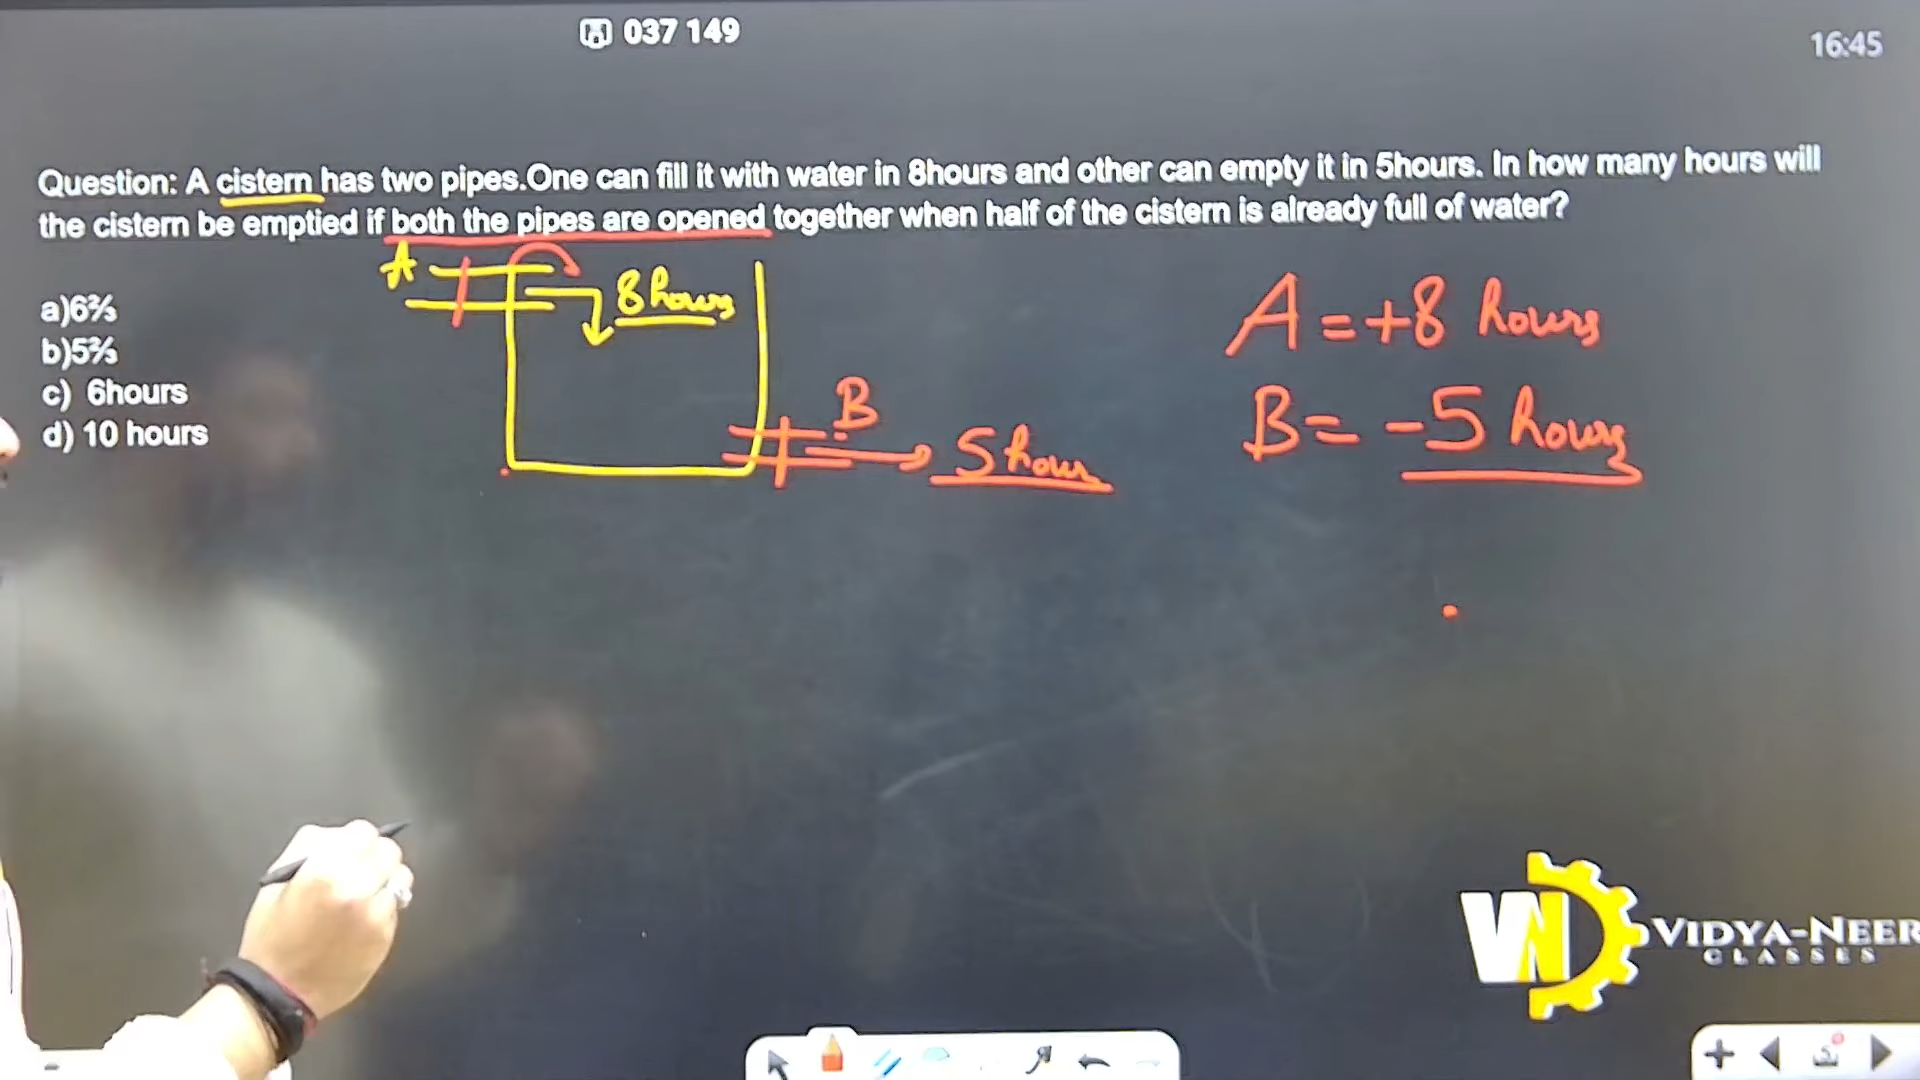 037 149
16:45
Question: A cistern has two pipes.One can fill it with water in 8hours and other can empty it in 5hours. In how many hours will
the cistern be emptied if both the pipes are opened together when half of the cistern is already full of water?
A
8 hours
a)6⅔
b)5⅔
c) 6hours
d) 10 hours
B
5 hour
A = +8 hours
B = -5 hours
VN
VIDYA-NEER
CLASSES